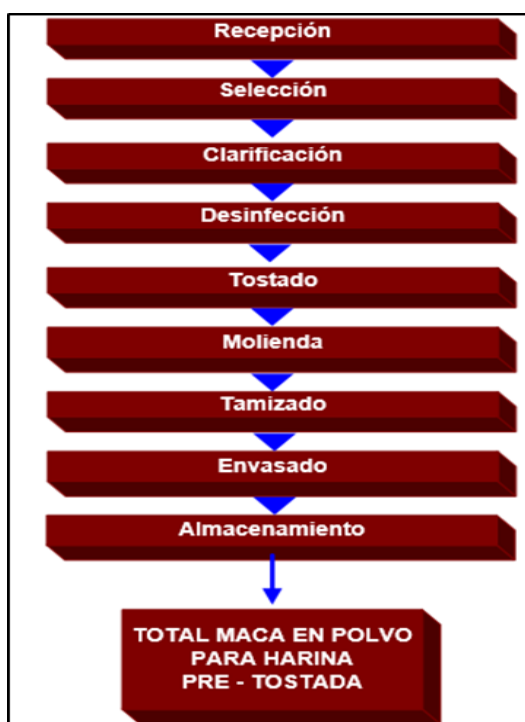 Recepción
Selección
Clarificación
Desinfección
Tostado
Molienda
Tamizado
Envasado
Almacenamiento
TOTAL MACA EN POLVO
PARA HARINA
PRE - TOSTADA